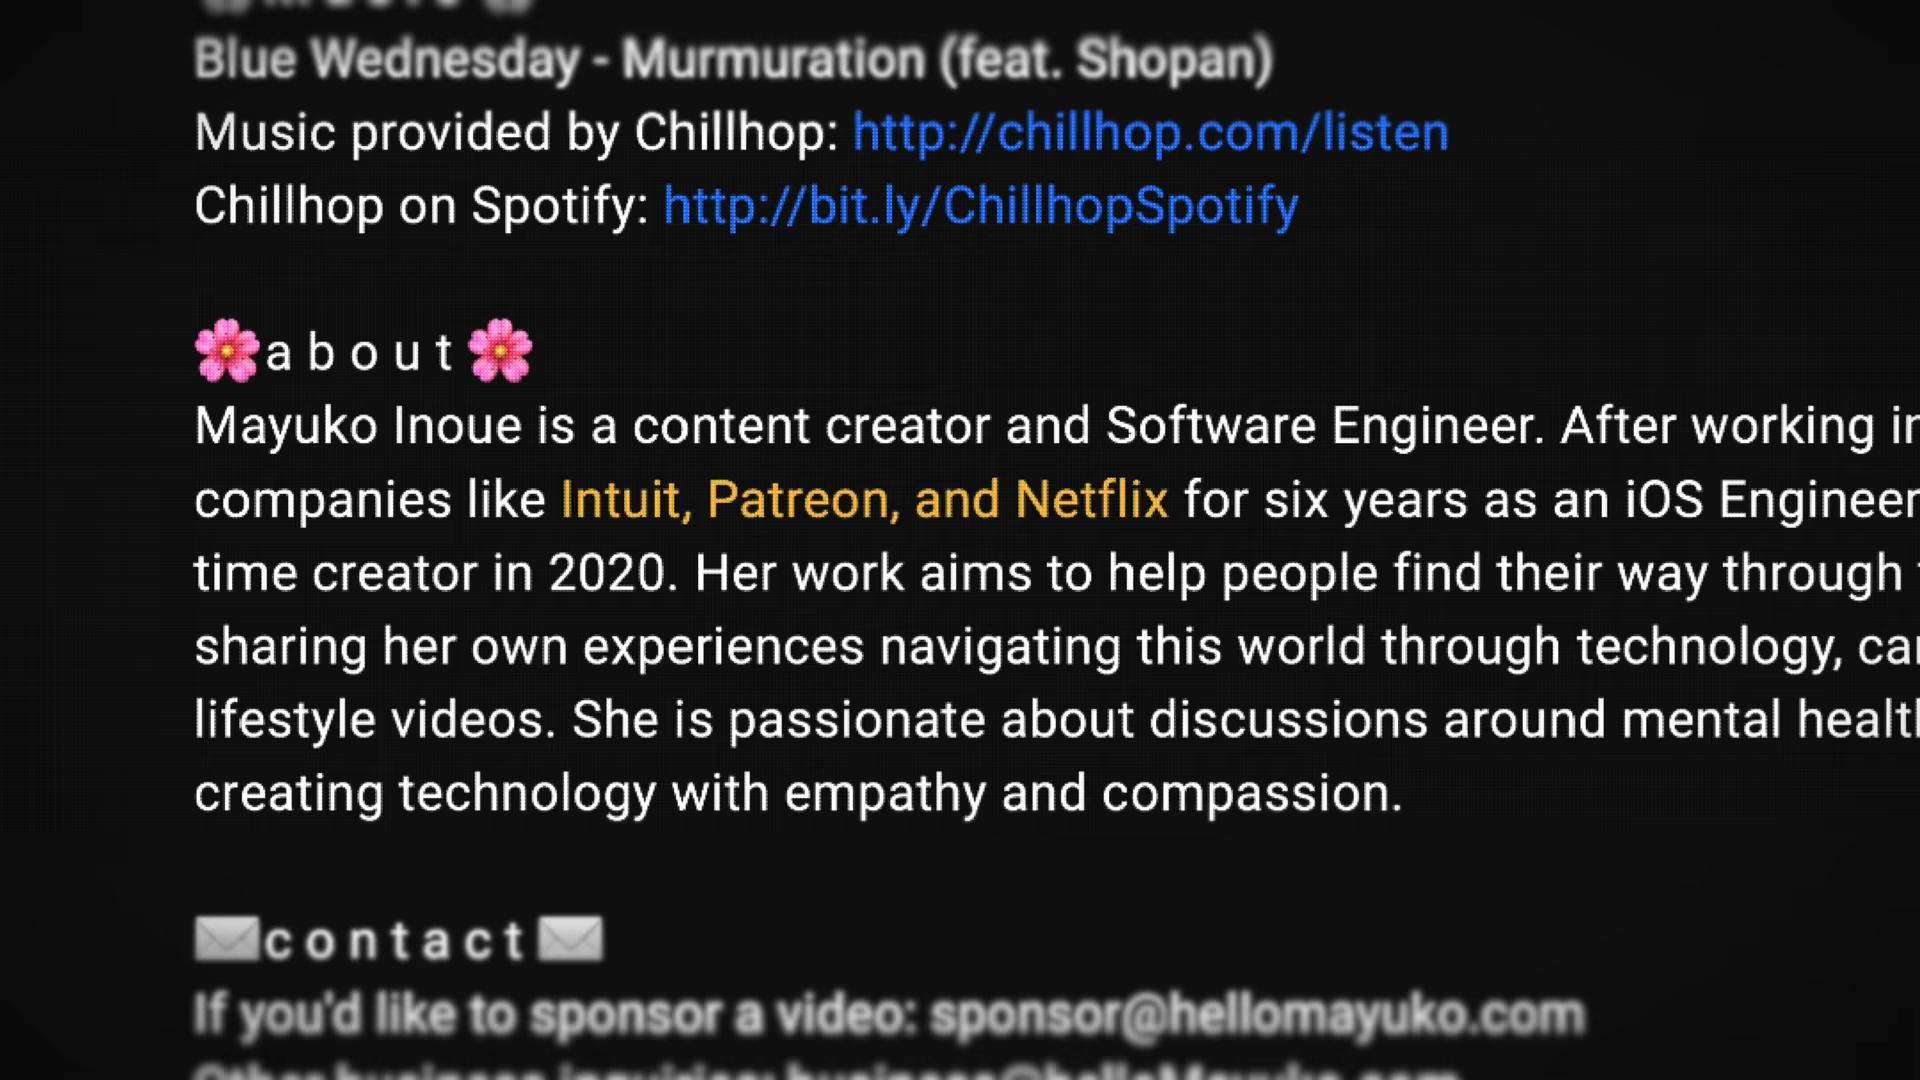 Blue Wednesday - Murmuration (feat. Shopan)
Music provided by Chillhop: http://chillhop.com/listen
Chillhop on Spotify: http://bit.ly/ChillhopSpotify
🌸a b o u t🌸
Mayuko Inoue is a content creator and Software Engineer. After working in
companies like Intuit, Patreon, and Netflix for six years as an iOS Engineer
time creator in 2020. Her work aims to help people find their way through
sharing her own experiences navigating this world through technology,
lifestyle videos. She is passionate about discussions around mental health
creating technology with empathy and compassion.
✉️c o n t a c t✉️
If you'd like to sponsor a video: sponsor@hellomayuko.com